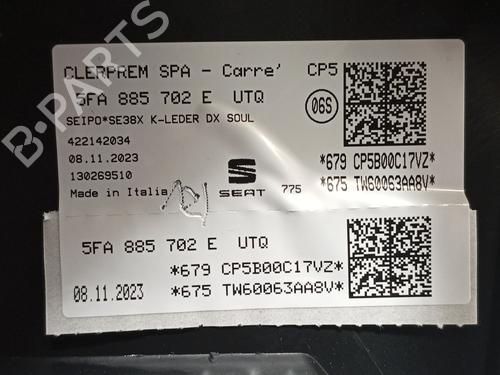 CLERPREM SPA - Carre' CP5
5FA 885 702 E UTQ
SEIPO*SE38X K-LEDER DX SOUL
06S
422142034
08.11.2023
130269510
*679 CP5B00C17VZ*
Made in Italia
SEAT
775
*675 TW60063AA8V*
5FA 885 702 E UTQ
*679 CP5B00C17VZ*
08.11.2023 *675 TW60063AA8V*
B-PARTS